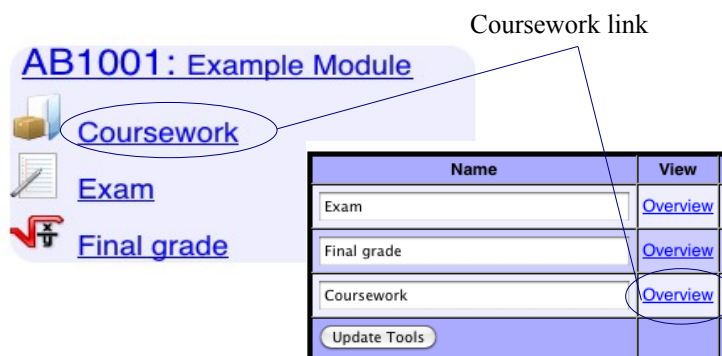 Coursework link
AB1001: Example Module
Coursework
Exam
Final grade
Name View
Exam Overview
Final grade Overview
Coursework Overview
Update Tools